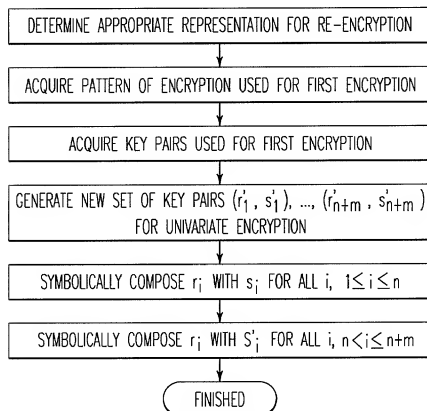 DETERMINE APPROPRIATE REPRESENTATION FOR RE-ENCRYPTION
ACQUIRE PATTERN OF ENCRYPTION USED FOR FIRST ENCRYPTION
ACQUIRE KEY PAIRS USED FOR FIRST ENCRYPTION
GENERATE NEW SET OF KEY PAIRS (r'₁, s'₁), ..., (r'ₙ₊ₘ, s'ₙ₊ₘ)
FOR UNIVARIATE ENCRYPTION
SYMBOLICALLY COMPOSE rᵢ WITH sᵢ FOR ALL i, 1≤i≤n
SYMBOLICALLY COMPOSE rᵢ WITH S'ᵢ FOR ALL i, n<i≤n+m
FINISHED